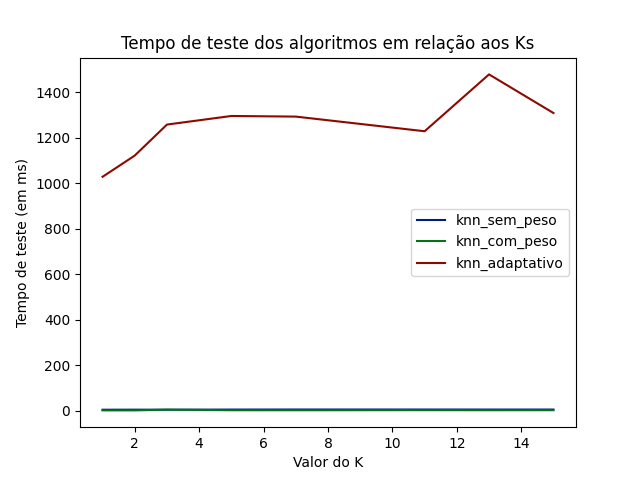 Tempo de teste dos algoritmos em relação aos Ks
Tempo de teste (em ms)
1400
1200
1000
800
600
400
200
0
knn_sem_peso
knn_com_peso
knn_adaptativo
2 4 6 8 10 12 14
Valor do K